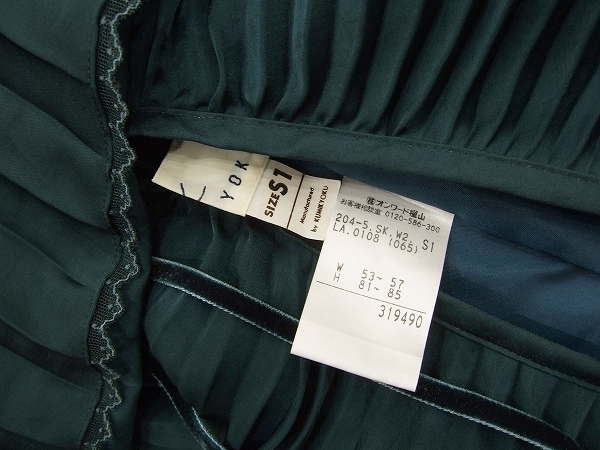 YOK
SIZE S1
Manufactured
by KUMIKYOKU
㈱オンワード樫山
お客様相談室 0120-586-300
204-5.SK.W2. S1
LA.0108 (065)
W 53~ 57
H 81~ 85
319490